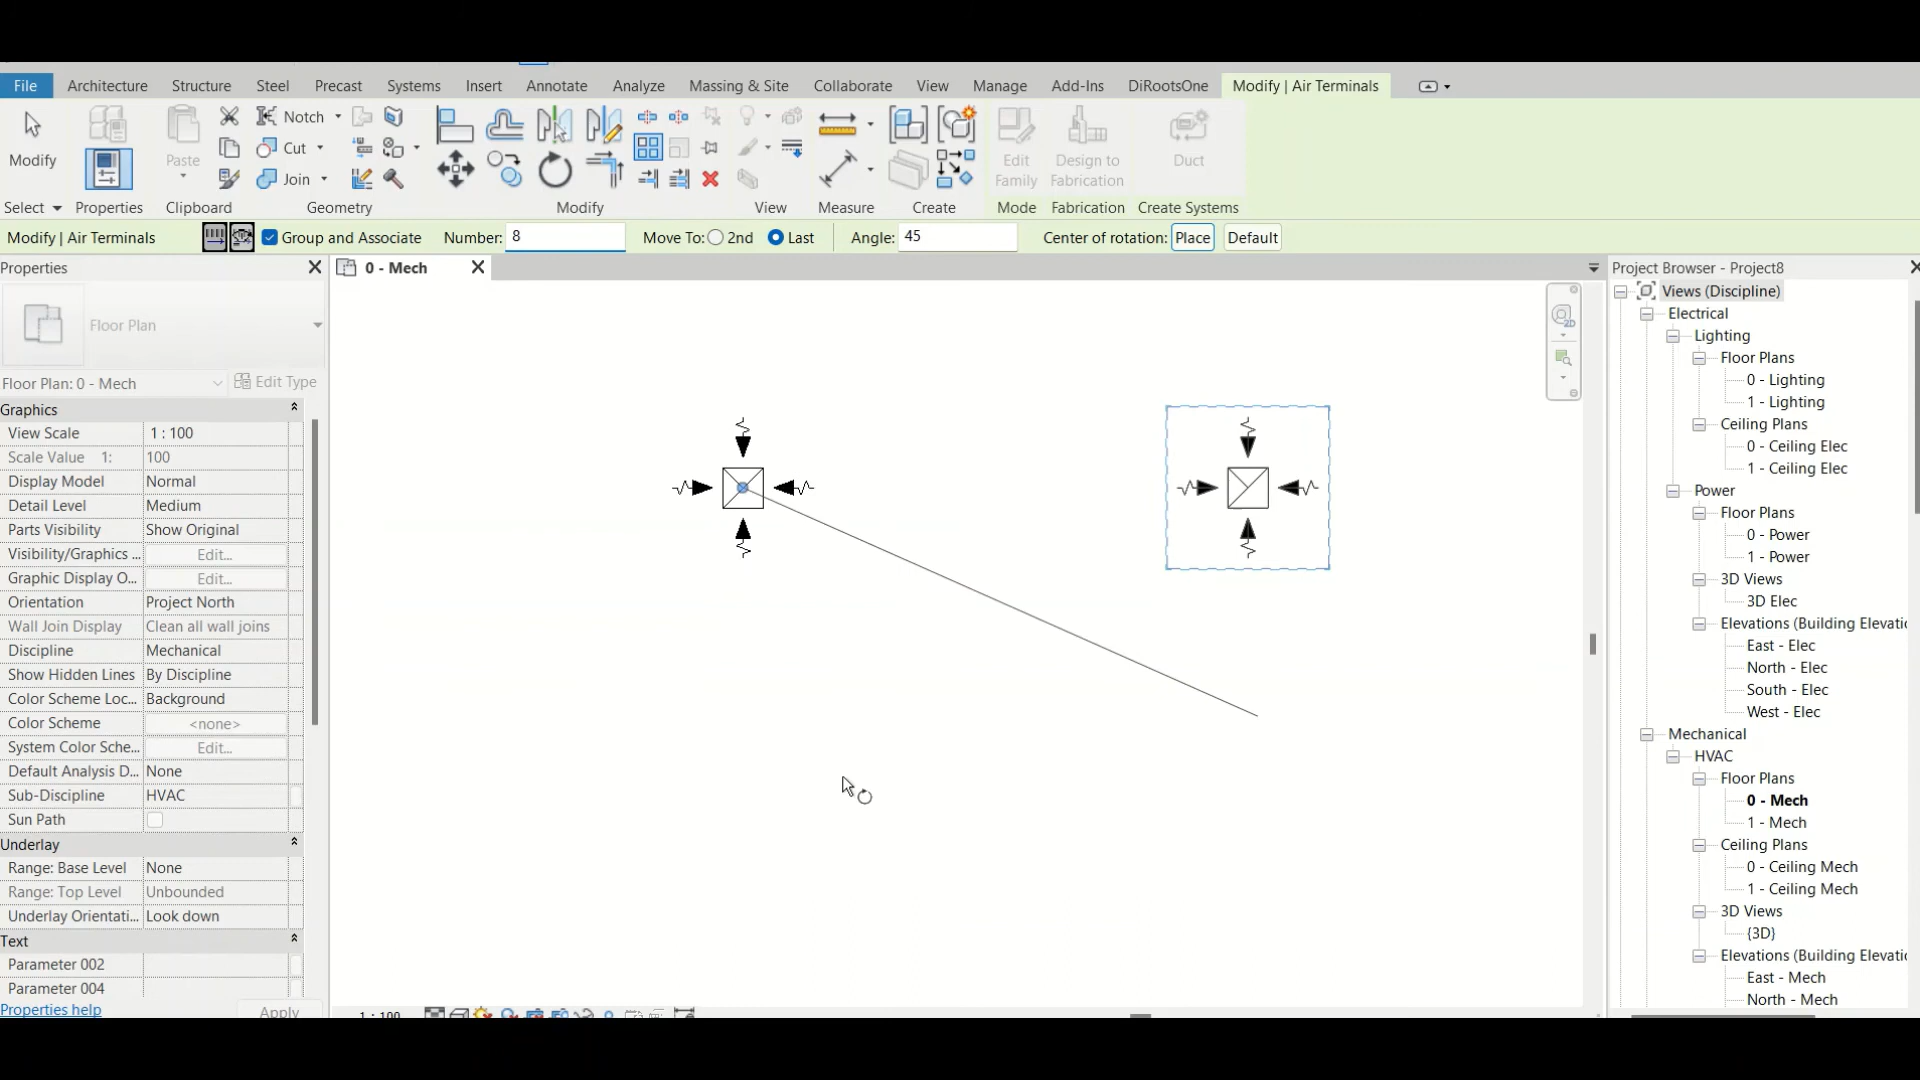 File Architecture Structure Steel Precast Systems Insert Annotate Analyze Massing & Site Collaborate View Manage Add-Ins DiRootsOne Modify | Air Terminals
Modify Paste Notch Cut Join Edit Family Design to Fabrication Duct
Select Properties Clipboard Geometry Modify View Measure Create Mode Fabrication Create Systems
Modify | Air Terminals Group and Associate Number: 8 Move To: 2nd Last Angle: 45 Center of rotation: Place Default
Properties
Floor Plan
Floor Plan: 0 - Mech Edit Type
Graphics
View Scale 1 : 100
Scale Value 1: 100
Display Model Normal
Detail Level Medium
Parts Visibility Show Original
Visibility/Graphics ... Edit...
Graphic Display O... Edit...
Orientation Project North
Wall Join Display Clean all wall joins
Discipline Mechanical
Show Hidden Lines By Discipline
Color Scheme Loc... Background
Color Scheme <none>
System Color Sche... Edit...
Default Analysis D... None
Sub-Discipline HVAC
Sun Path
Underlay
Range: Base Level None
Range: Top Level Unbounded
Underlay Orientati... Look down
Text
Parameter 002
Parameter 004
Properties help Apply
0 - Mech
1 : 100
Project Browser - Project8
Views (Discipline)
Electrical
Lighting
Floor Plans
0 - Lighting
1 - Lighting
Ceiling Plans
0 - Ceiling Elec
1 - Ceiling Elec
Power
Floor Plans
0 - Power
1 - Power
3D Views
3D Elec
Elevations (Building Elevatio
East - Elec
North - Elec
South - Elec
West - Elec
Mechanical
HVAC
Floor Plans
0 - Mech
1 - Mech
Ceiling Plans
0 - Ceiling Mech
1 - Ceiling Mech
3D Views
{3D}
Elevations (Building Elevatio
East - Mech
North - Mech